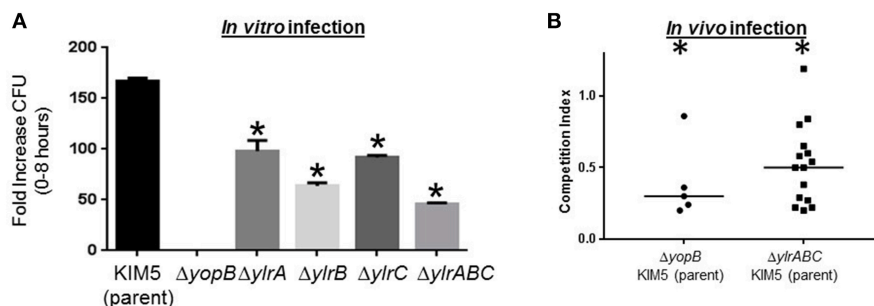 A
In vitro infection
Fold Increase CFU
(0-8 hours)
200
150
100
50
0
*
*
*
*
KIM5
(parent)
ΔyopB
ΔylrA
ΔylrB
ΔylrC
ΔylrABC
B
In vivo infection
*
*
Competition Index
1.0
0.5
0.0
ΔyopB
KIM5 (parent)
ΔylrABC
KIM5 (parent)